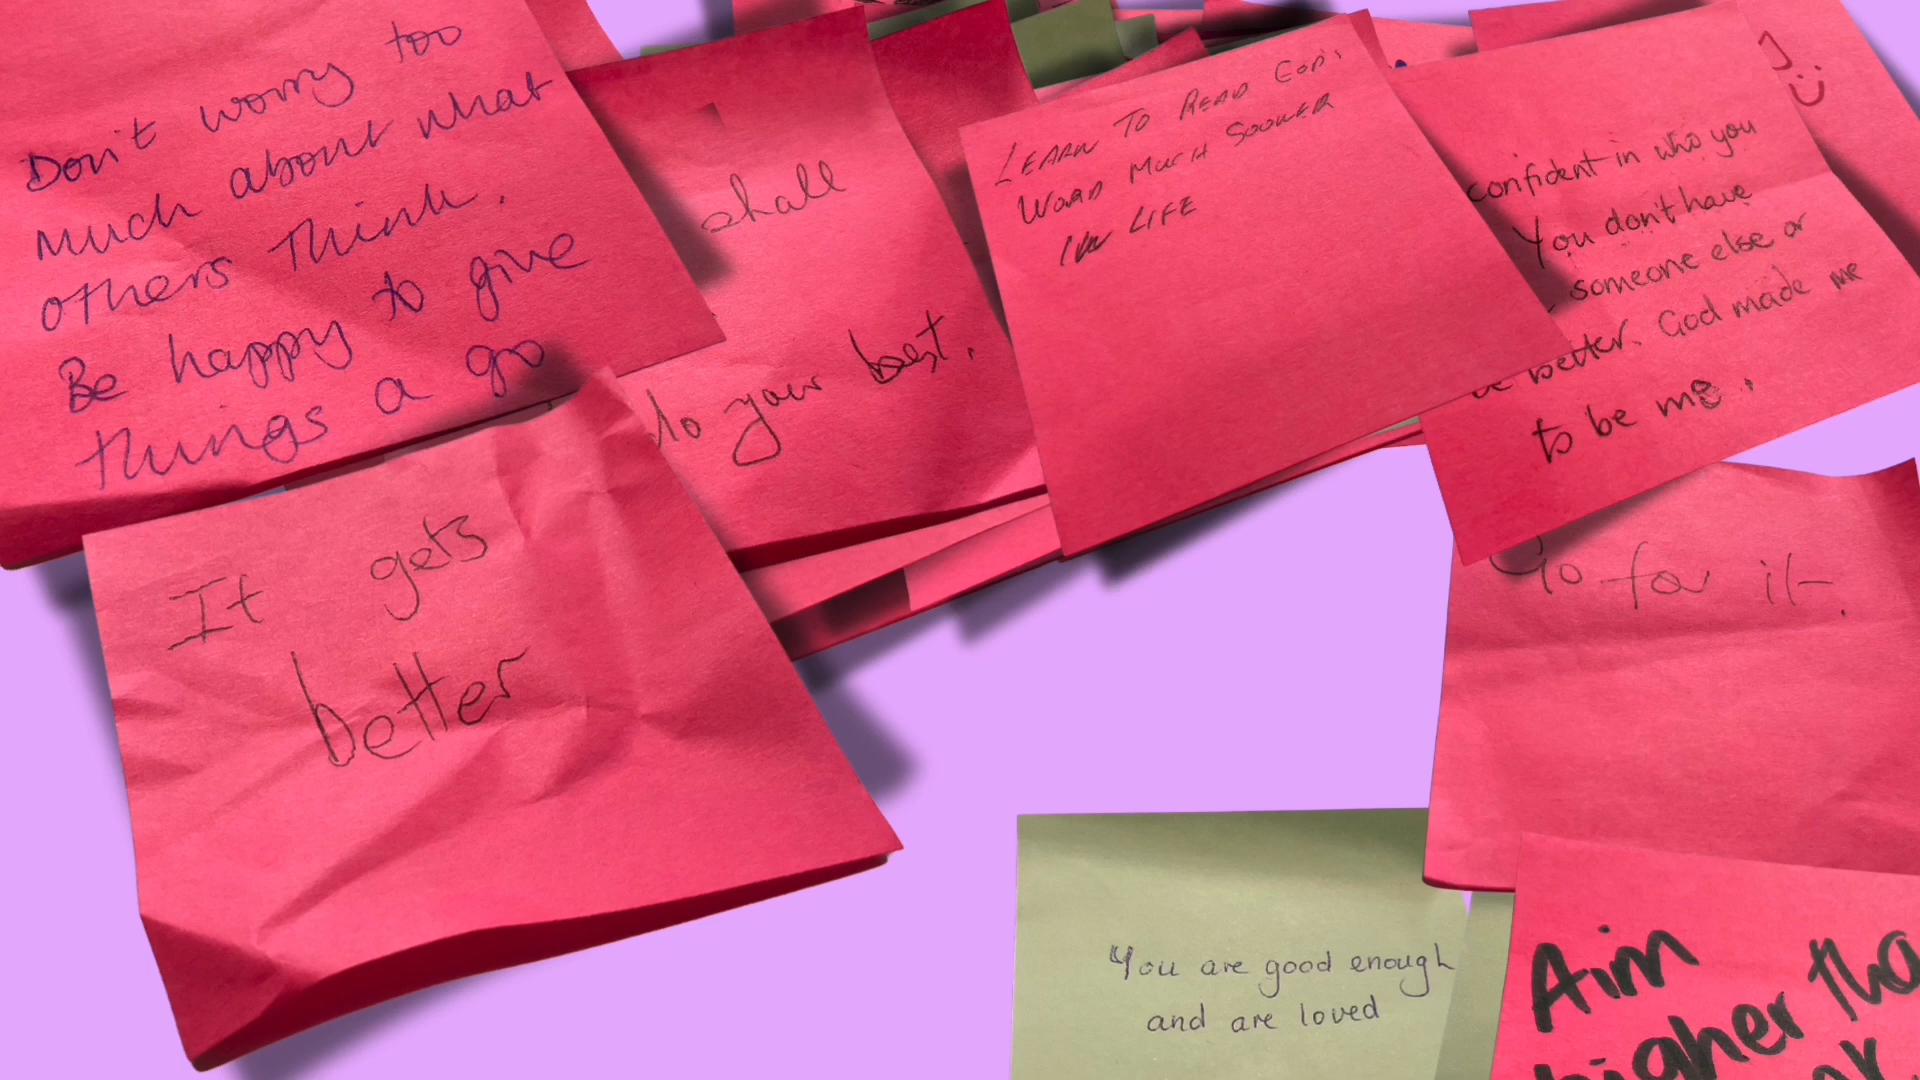 Don't worry too
much about what
others think.
Be happy to give
things a go
shall
do your best.
LEARN TO READ GOD'S
WORD MUCH SOONER
IN LIFE
confident in who you
You don't have
someone else or
be better. God made me
to be me.
It gets
better
Go for it.
You are good enough
and are loved
Aim
higher tha